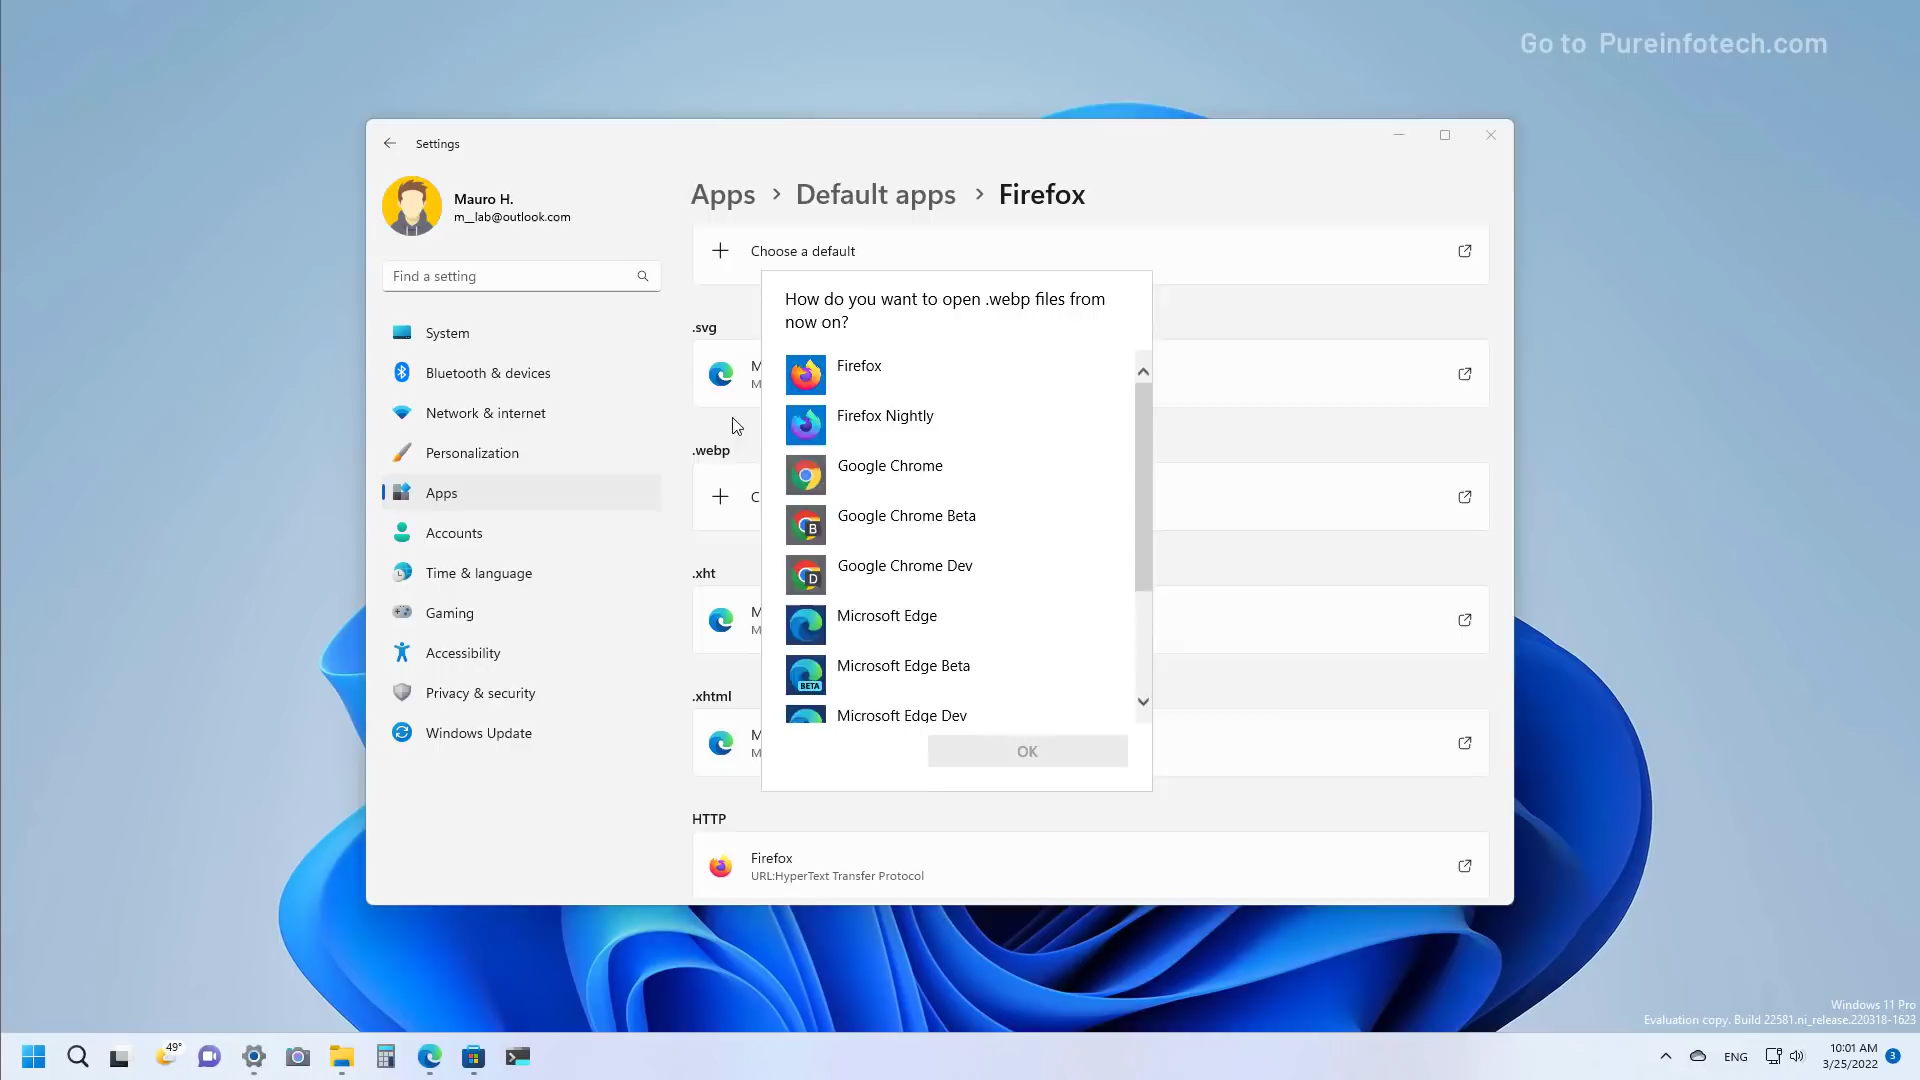 Go to Pureinfotech.com
Settings
Mauro H.
m__lab@outlook.com
Find a setting
System
Bluetooth & devices
Network & internet
Personalization
Apps
Accounts
Time & language
Gaming
Accessibility
Privacy & security
Windows Update
Apps > Default apps > Firefox
Choose a default
.svg
M
M
.webp
C
.xht
M
M
.xhtml
M
M
HTTP
Firefox
URL:HyperText Transfer Protocol
How do you want to open .webp files from
now on?
Firefox
Firefox Nightly
Google Chrome
B
Google Chrome Beta
D
Google Chrome Dev
Microsoft Edge
BETA
Microsoft Edge Beta
Microsoft Edge Dev
OK
Windows 11 Pro
Evaluation copy. Build 22581.ni_release.220318-1623
49°
ENG
10:01 AM
3/25/2022
3